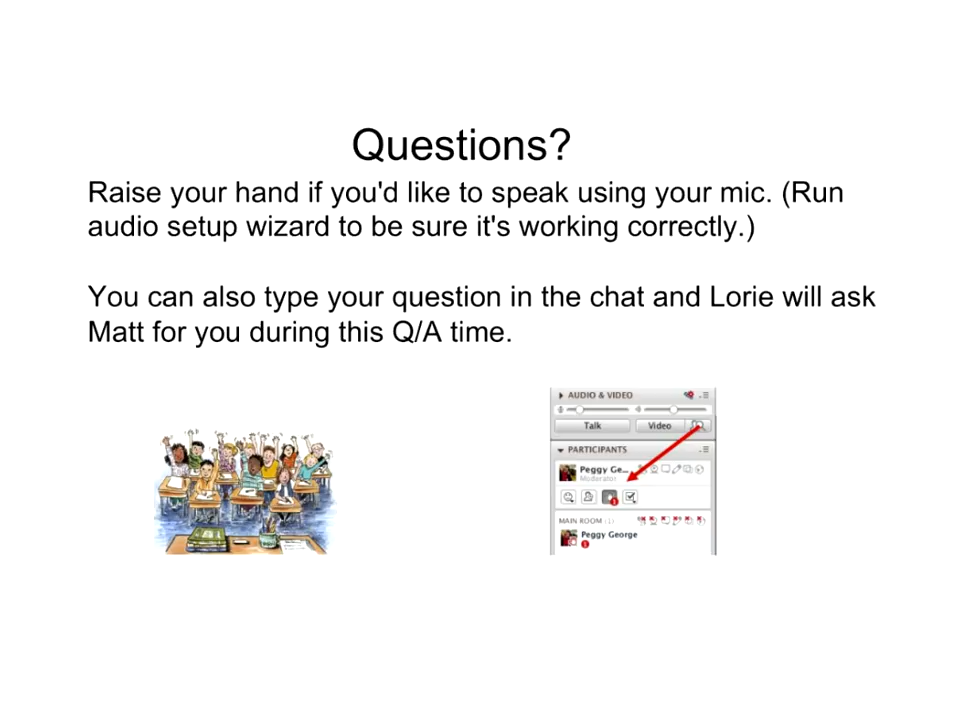 Questions?
Raise your hand if you'd like to speak using your mic. (Run
audio setup wizard to be sure it's working correctly.)
You can also type your question in the chat and Lorie will ask
Matt for you during this Q/A time.
AUDIO & VIDEO
Talk Video
PARTICIPANTS
Peggy Ge...
Moderator
1
MAIN ROOM (1)
Peggy George
1